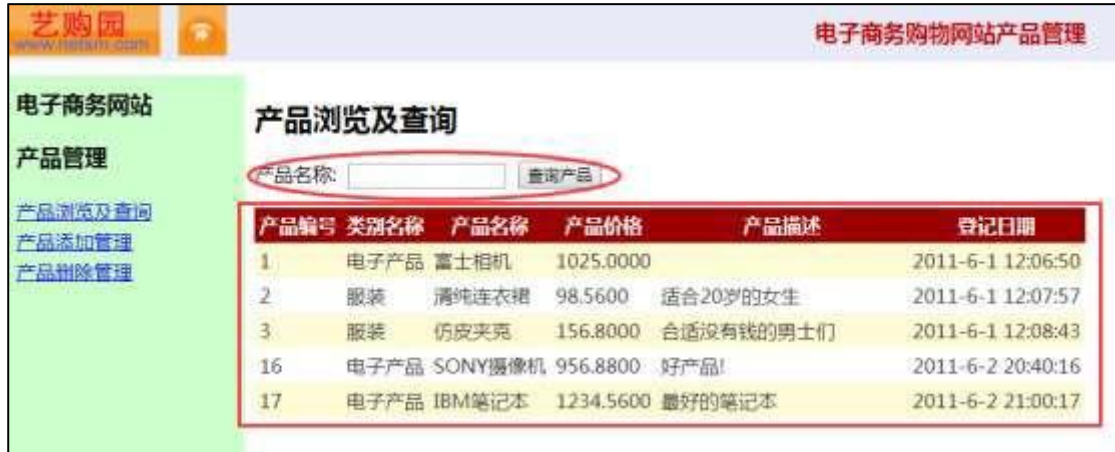 艺购园
电子商务购物网站产品管理
电子商务网站
产品管理
产品浏览及查询
产品添加管理
产品删除管理
产品浏览及查询
产品名称: 查询产品
产品编号 类别名称 产品名称 产品价格 产品描述 登记日期
1 电子产品 富士相机 1025.0000 2011-6-1 12:06:50
2 服装 清纯连衣裙 98.5600 适合20岁的女生 2011-6-1 12:07:57
3 服装 仿皮夹克 156.8000 合适没有钱的男士们 2011-6-1 12:08:43
16 电子产品 SONY摄像机 956.8800 好产品! 2011-6-2 20:40:16
17 电子产品 IBM笔记本 1234.5600 最好的笔记本 2011-6-2 21:00:17